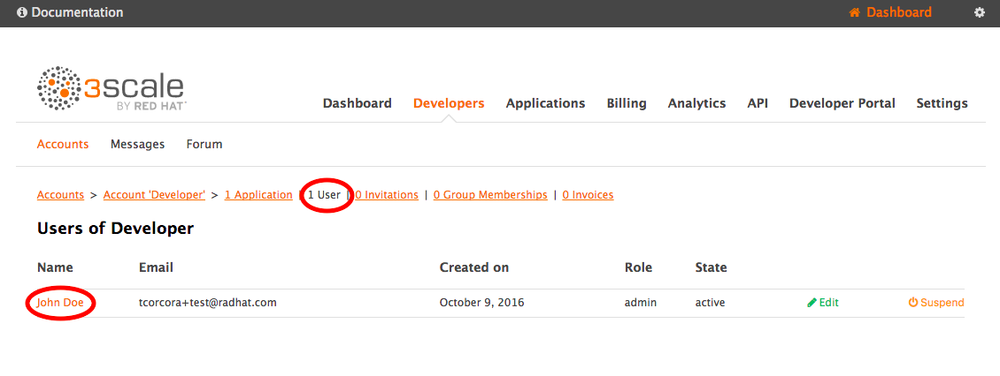 Documentation Dashboard
3scale
BY RED HAT
Dashboard Developers Applications Billing Analytics API Developer Portal Settings
Accounts Messages Forum
Accounts > Account 'Developer' > 1 Application | 1 User | 0 Invitations | 0 Group Memberships | 0 Invoices
Users of Developer
Name Email Created on Role State
John Doe tcorcora+test@radhat.com October 9, 2016 admin active Edit Suspend